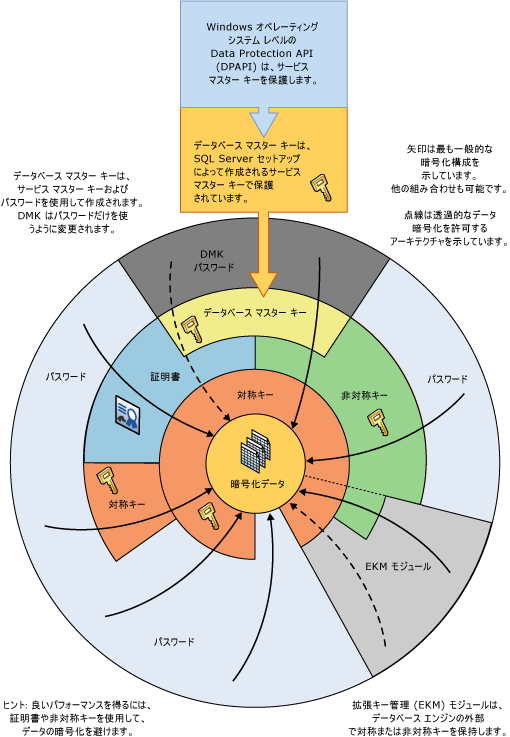 Windows オペレーティング
システム レベルの
Data Protection API
(DPAPI) は、サービス
マスター キーを保護します。
データベース マスター キーは、
SQL Server セットアップ
によって作成されるサービス
マスター キーで保護
されています。
矢印は最も一般的な
暗号化構成を
示しています。
他の組み合わせも可能です。
点線は透過的なデータ
暗号化を許可する
アーキテクチャを示しています。
データベース マスター キーは、
サービス マスター キーおよび
パスワードを使用して作成されます。
DMK はパスワードだけを使
うように変更されます。
DMK
パスワード
データベース マスター キー
パスワード
証明書
対称キー
非対称キー
パスワード
暗号化データ
対称キー
EKM モジュール
パスワード
ヒント: 良いパフォーマンスを得るには、
証明書や非対称キーを使用して、
データの暗号化を避けます。
拡張キー管理 (EKM) モジュールは、
データベース エンジンの外部
で対称または非対称キーを保持します。